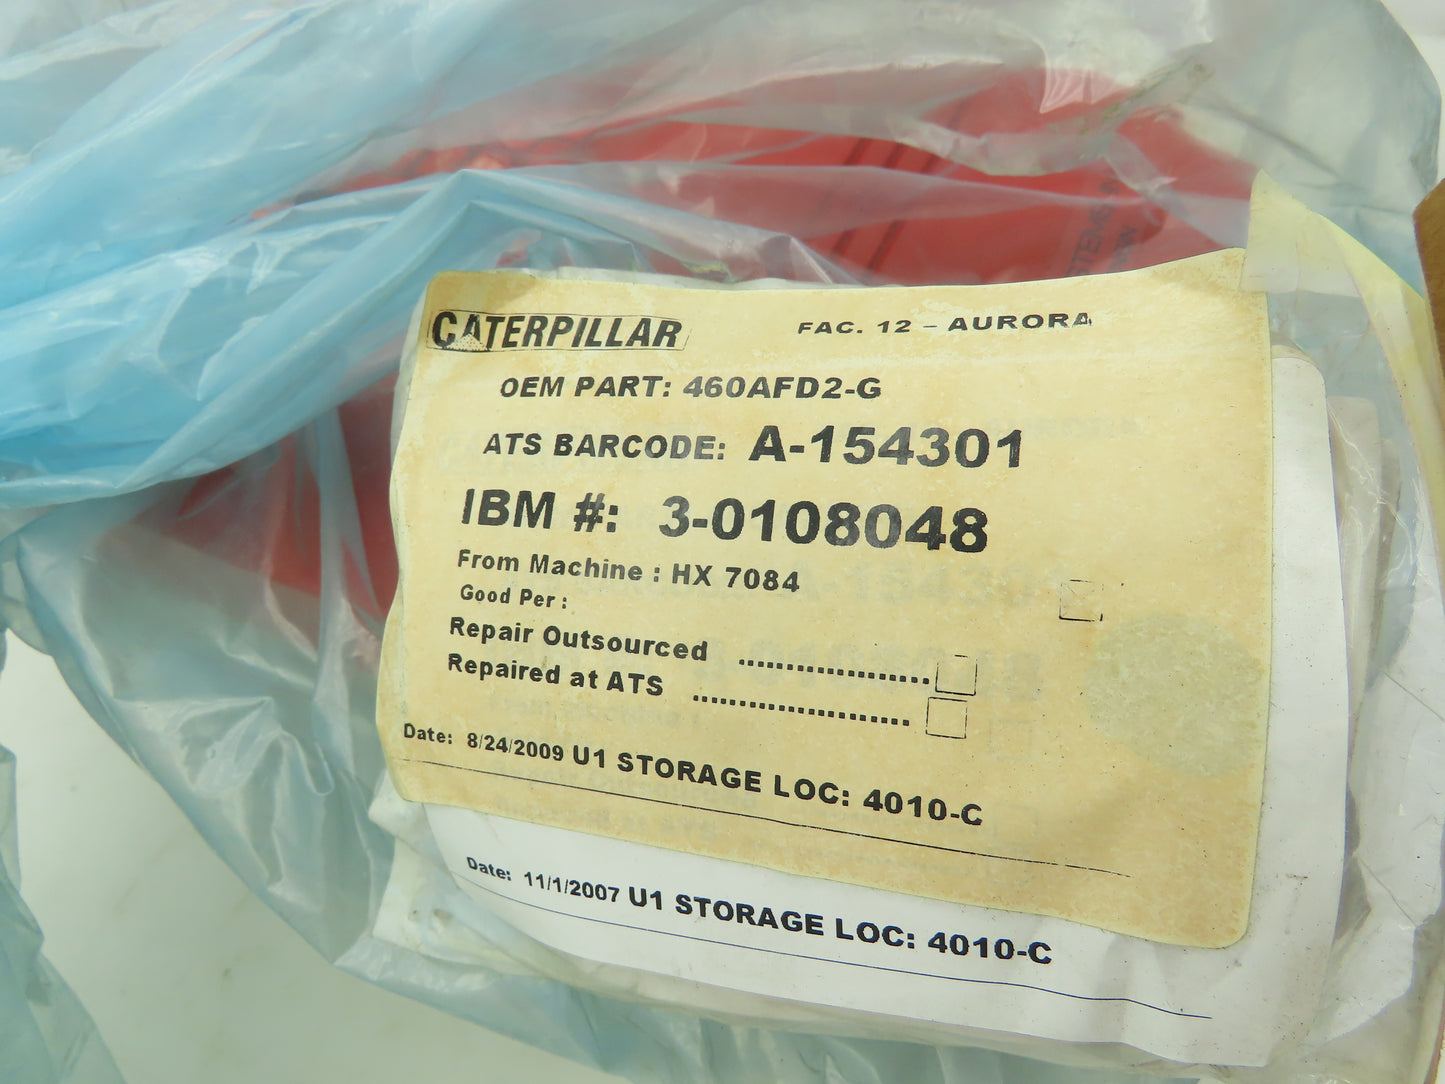 STEMS
CATERPILLAR FAC. 12 - AURORA
OEM PART: 460AFD2-G
ATS BARCODE: A-154301
IBM #: 3-0108048
From Machine : HX 7084
Good Per :
Repair Outsourced ....................
Repaired at ATS .......................
Date: 8/24/2009 U1 STORAGE LOC: 4010-C
Date: 11/1/2007 U1 STORAGE LOC: 4010-C